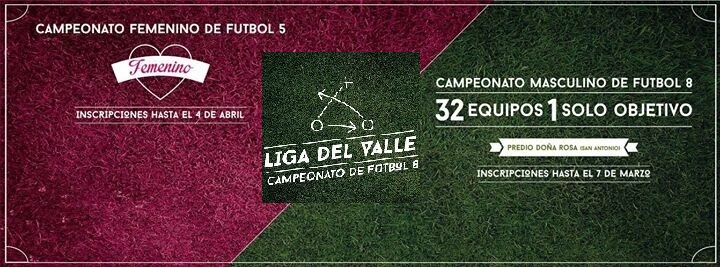 CAMPEONATO FEMENINO DE FUTBOL 5
Femenino
INSCRIPCIONES HASTA EL 4 DE ABRIL
LIGA DEL VALLE
CAMPEONATO DE FUTBOL 8
CAMPEONATO MASCULINO DE FUTBOL 8
32 EQUIPOS 1 SOLO OBJETIVO
PREDIO DOÑA ROSA (SAN ANTONIO)
INSCRIPCIONES HASTA EL 7 DE MARZO